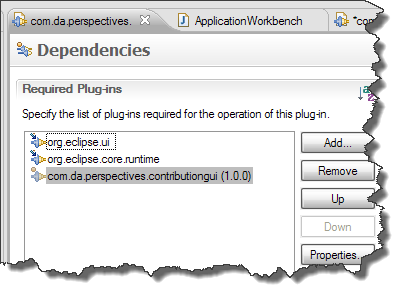 com.da.perspectives.
ApplicationWorkbench
Dependencies
Required Plug-ins
Specify the list of plug-ins required for the operation of this plug-in.
org.eclipse.ui
org.eclipse.core.runtime
com.da.perspectives.contributiongui (1.0.0)
Add...
Remove
Up
Down
Properties...